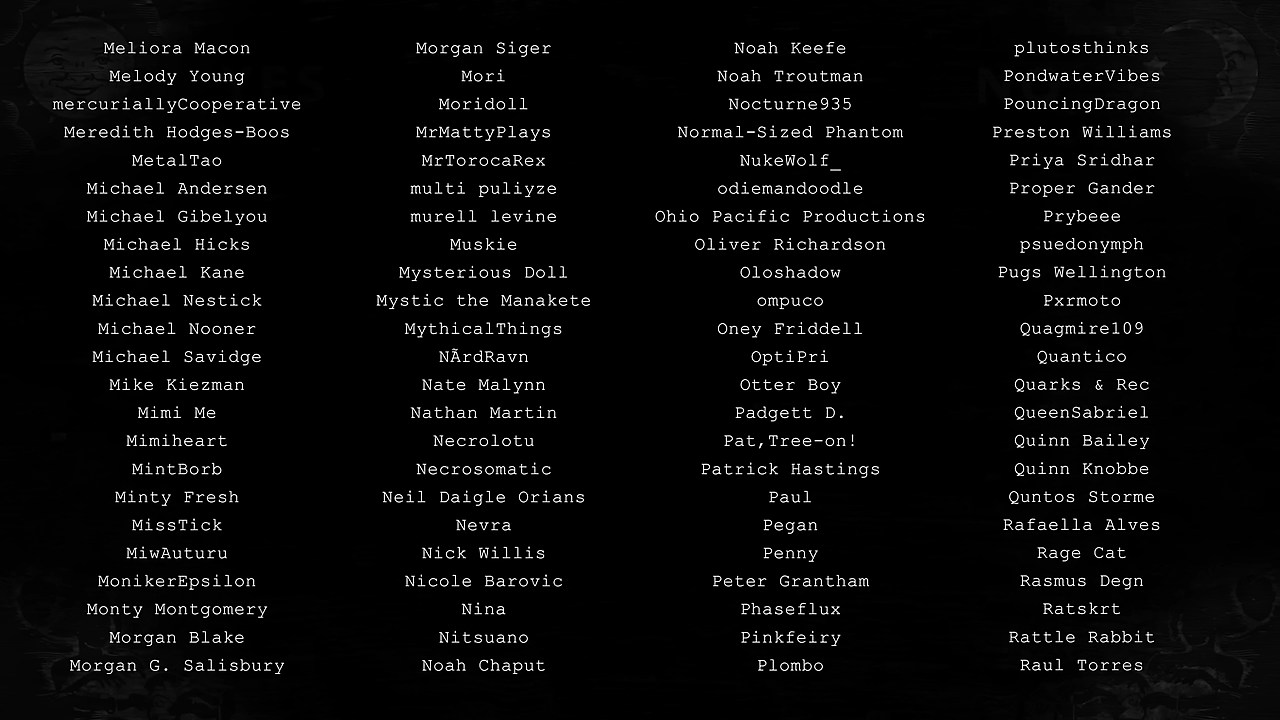 Meliora Macon
Melody Young
mercuriallyCooperative
Meredith Hodges-Boos
MetalTao
Michael Andersen
Michael Gibelyou
Michael Hicks
Michael Kane
Michael Nestick
Michael Nooner
Michael Savidge
Mike Kiezman
Mimi Me
Mimiheart
MintBorb
Minty Fresh
MissTick
MiwAuturu
MonikerEpsilon
Monty Montgomery
Morgan Blake
Morgan G. Salisbury
Morgan Siger
Mori
Moridoll
MrMattyPlays
MrTorocaRex
multi puliyze
murell levine
Muskie
Mysterious Doll
Mystic the Manakete
MythicalThings
NÃrdRavn
Nate Malynn
Nathan Martin
Necrolotu
Necrosomatic
Neil Daigle Orians
Nevra
Nick Willis
Nicole Barovic
Nina
Nitsuano
Noah Chaput
Noah Keefe
Noah Troutman
Nocturne935
Normal-Sized Phantom
NukeWolf_
odiemandoodle
Ohio Pacific Productions
Oliver Richardson
Oloshadow
ompuco
Oney Friddell
OptiPri
Otter Boy
Padgett D.
Pat,Tree-on!
Patrick Hastings
Paul
Pegan
Penny
Peter Grantham
Phaseflux
Pinkfeiry
Plombo
plutosthinks
PondwaterVibes
PouncingDragon
Preston Williams
Priya Sridhar
Proper Gander
Prybeee
psuedonymph
Pugs Wellington
Pxrmoto
Quagmire109
Quantico
Quarks & Rec
QueenSabriel
Quinn Bailey
Quinn Knobbe
Quntos Storme
Rafaella Alves
Rage Cat
Rasmus Degn
Ratskrt
Rattle Rabbit
Raul Torres